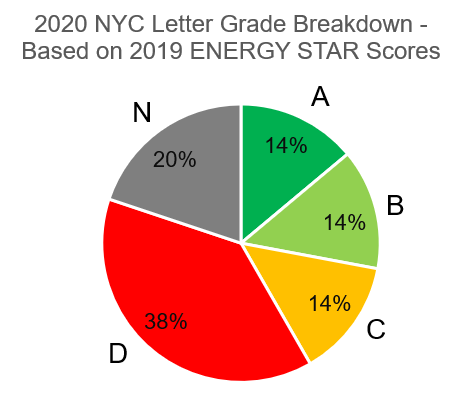 2020 NYC Letter Grade Breakdown -
Based on 2019 ENERGY STAR Scores
A
14%
B
14%
C
14%
D
38%
N
20%